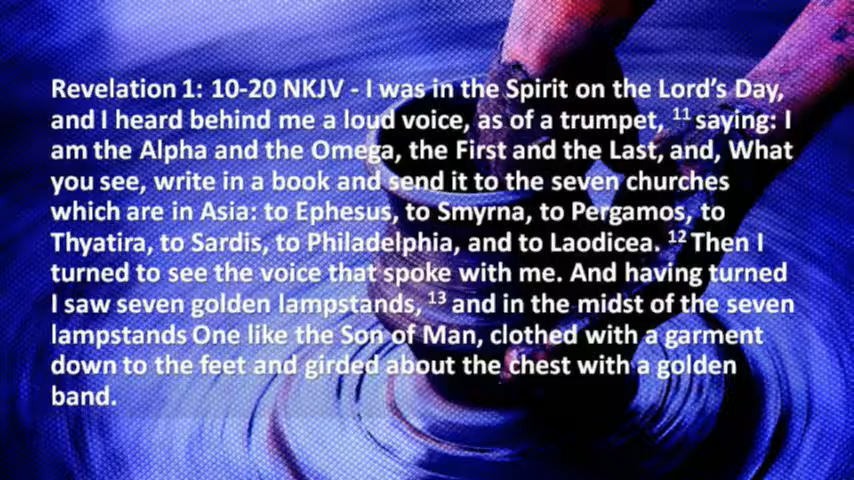 Revelation 1: 10-20 NKJV - I was in the Spirit on the Lord’s Day,
and I heard behind me a loud voice, as of a trumpet, 11 saying: I
am the Alpha and the Omega, the First and the Last, and, What
you see, write in a book and send it to the seven churches
which are in Asia: to Ephesus, to Smyrna, to Pergamos, to
Thyatira, to Sardis, to Philadelphia, and to Laodicea. 12 Then I
turned to see the voice that spoke with me. And having turned
I saw seven golden lampstands, 13 and in the midst of the seven
lampstands One like the Son of Man, clothed with a garment
down to the feet and girded about the chest with a golden
band.